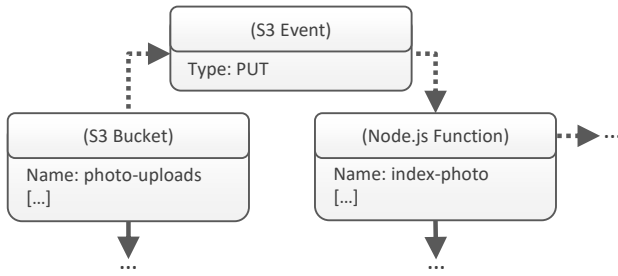 (S3 Event)
Type: PUT
(S3 Bucket)
Name: photo-uploads
[...]
(Node.js Function)
Name: index-photo
[...]
...
...
...